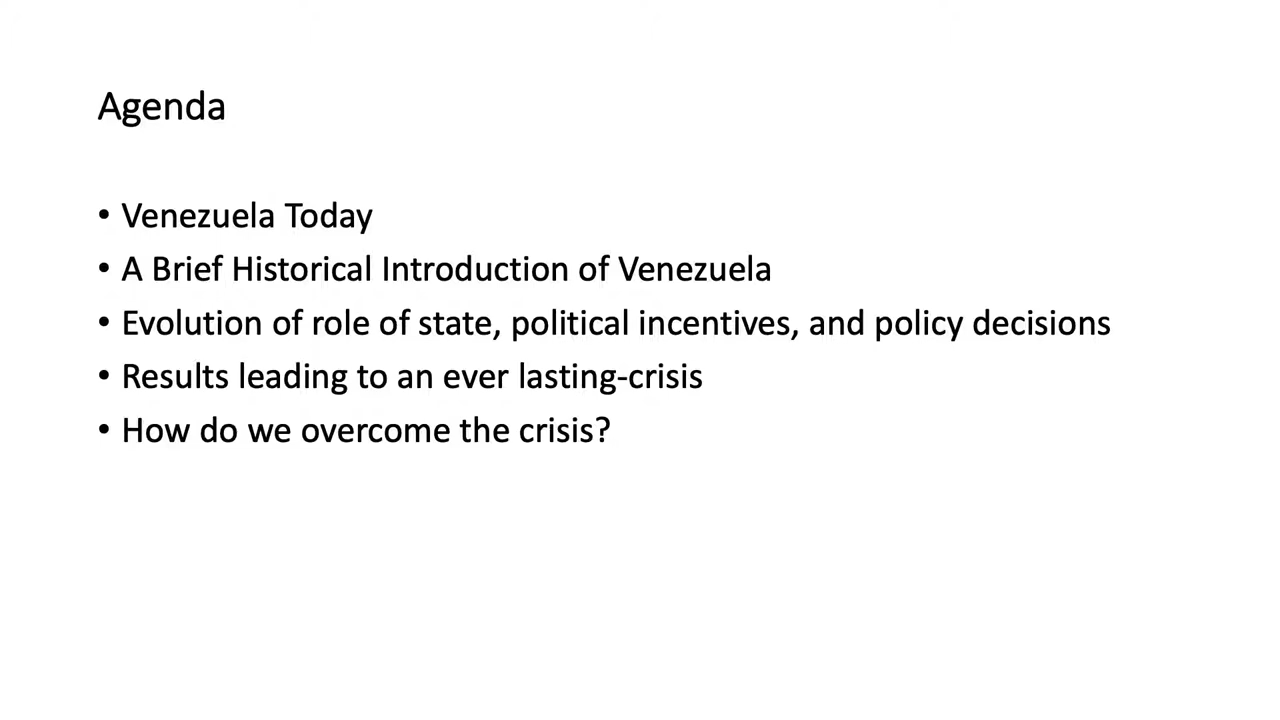 Agenda
• Venezuela Today
• A Brief Historical Introduction of Venezuela
• Evolution of role of state, political incentives, and policy decisions
• Results leading to an ever lasting-crisis
• How do we overcome the crisis?